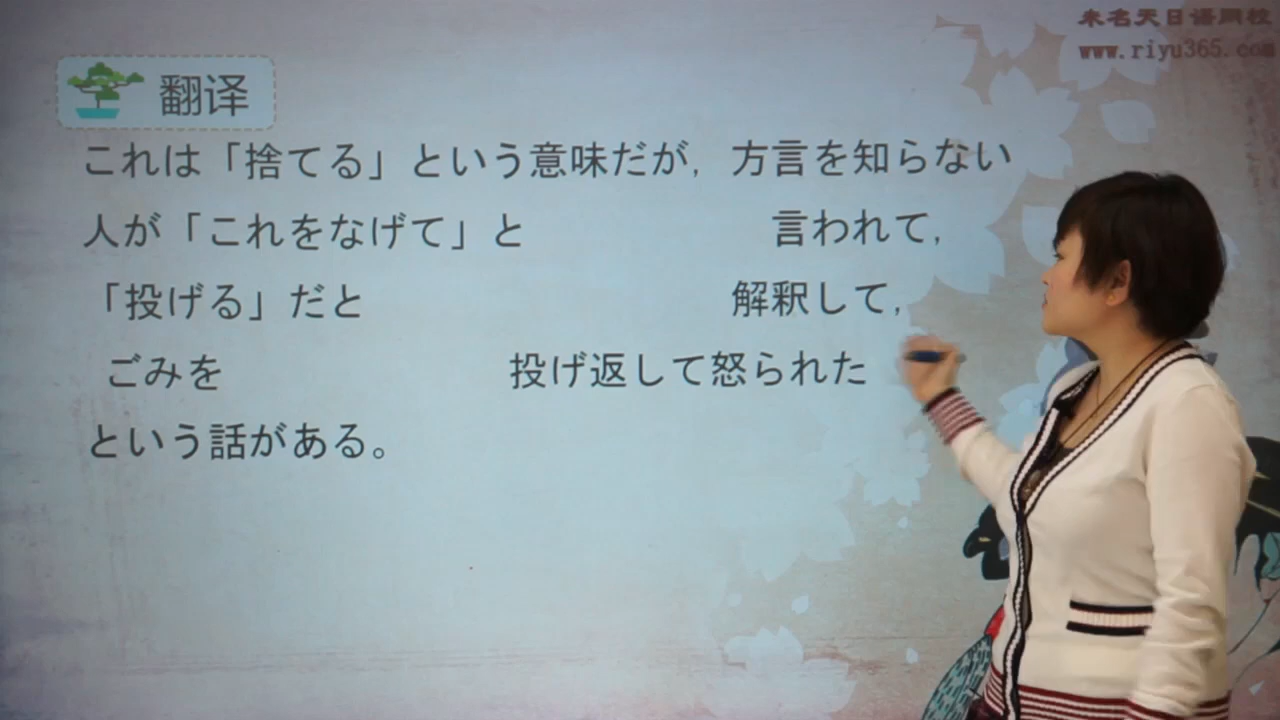 未名天日语网校
www.riyu365.com
翻译
これは「捨てる」という意味だが，方言を知らない
人が「これをなげて」と 言われて，
「投げる」だと 解釈して，
ごみを 投げ返して怒られた
という話がある。